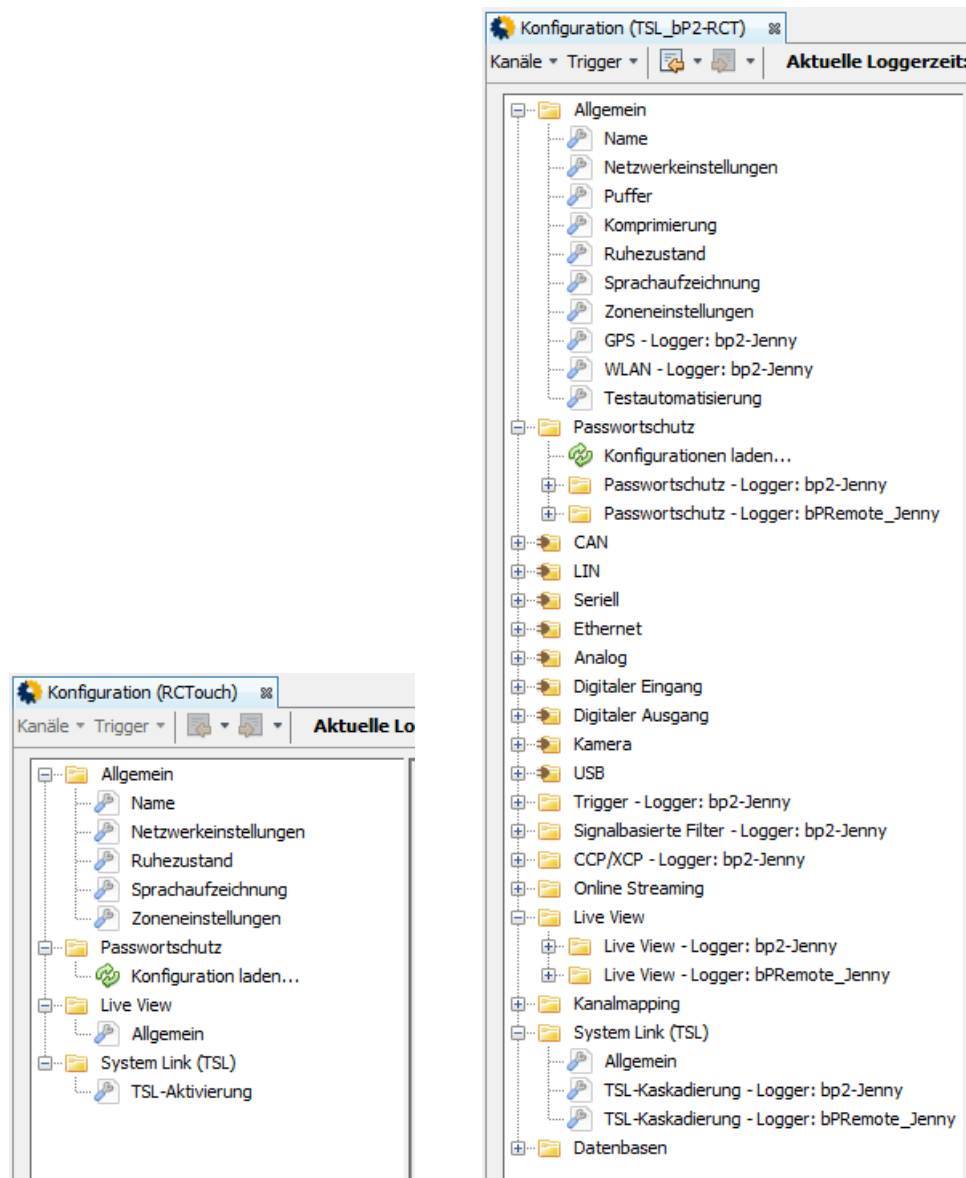 Konfiguration (RCTouch)
Kanäle Trigger Aktuelle Lo
Allgemein
Name
Netzwerkeinstellungen
Ruhezustand
Sprachaufzeichnung
Zoneneinstellungen
Passwortschutz
Konfiguration laden...
Live View
Allgemein
System Link (TSL)
TSL-Aktivierung
Konfiguration (TSL_bP2-RCT)
Kanäle Trigger Aktuelle Loggerzeit:
Allgemein
Name
Netzwerkeinstellungen
Puffer
Komprimierung
Ruhezustand
Sprachaufzeichnung
Zoneneinstellungen
GPS - Logger: bp2-Jenny
WLAN - Logger: bp2-Jenny
Testautomatisierung
Passwortschutz
Konfigurationen laden...
Passwortschutz - Logger: bp2-Jenny
Passwortschutz - Logger: bPRemote_Jenny
CAN
LIN
Seriell
Ethernet
Analog
Digitaler Eingang
Digitaler Ausgang
Kamera
USB
Trigger - Logger: bp2-Jenny
Signalbasierte Filter - Logger: bp2-Jenny
CCP/XCP - Logger: bp2-Jenny
Online Streaming
Live View
Live View - Logger: bp2-Jenny
Live View - Logger: bPRemote_Jenny
Kanalmapping
System Link (TSL)
Allgemein
TSL-Kaskadierung - Logger: bp2-Jenny
TSL-Kaskadierung - Logger: bPRemote_Jenny
Datenbasen